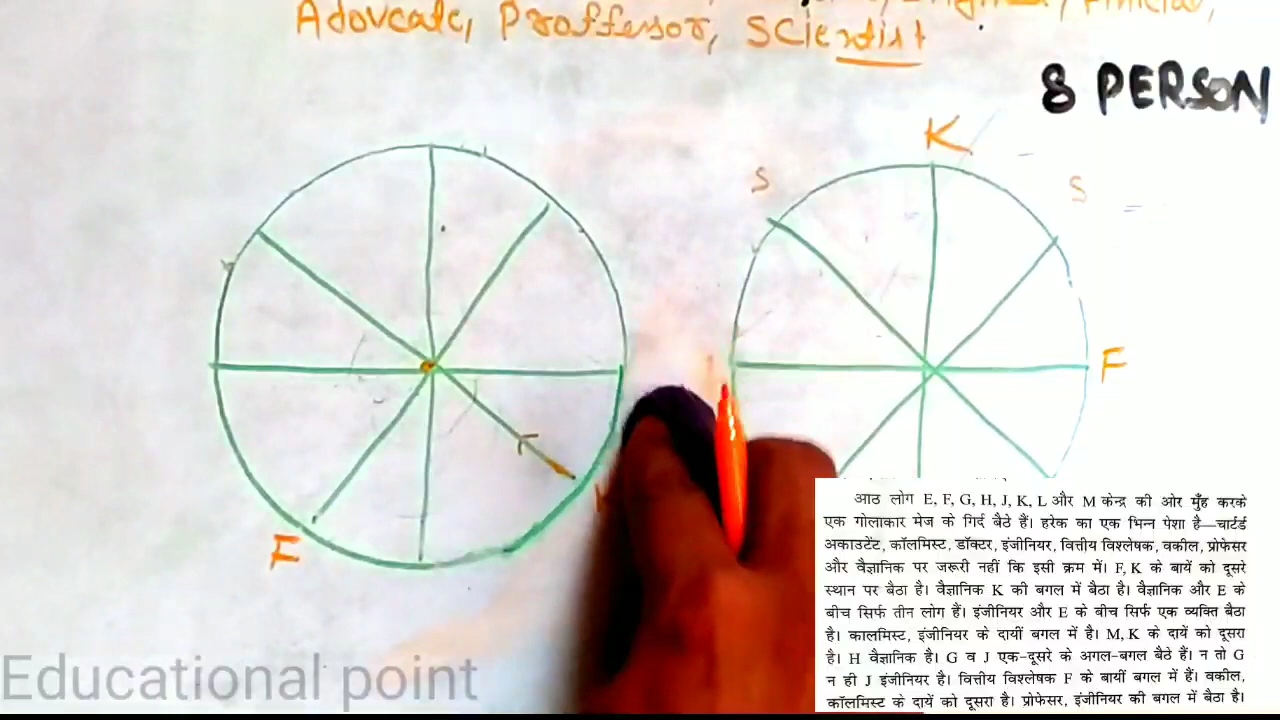 Adovcate, Proffessor, Scientist
8 PERSON
K
S
S
F
F
आठ लोग E, F, G, H, J, K, L और M केन्द्र की ओर मुँह करके
एक गोलाकार मेज को गिर्द बैठे हैं। हरेक का एक भिन्न पेशा है—चार्टर्ड
अकाउटेंट, कॉलमिस्ट, डॉक्टर, इंजीनियर, वित्तीय विश्लेषक, वकील, प्रोफेसर
और वैज्ञानिक पर जरूरी नहीं कि इसी क्रम में। F, K के बायें को दूसरे
स्थान पर बैठा है। वैज्ञानिक K की बगल में बैठा है। वैज्ञानिक और E के
बीच सिर्फ तीन लोग हैं। इंजीनियर और E के बीच सिर्फ एक व्यक्ति बैठा
है। कालमिस्ट, इंजीनियर के दायीं बगल में है। M, K के दायें को दूसरा
है। H वैज्ञानिक है। G व J एक-दूसरे के अगल-बगल बैठे हैं। न तो G
न ही J इंजीनियर है। वित्तीय विश्लेषक F के बायीं बगल में हैं। वकील,
कॉलमिस्ट के दायें को दूसरा है। प्रोफेसर, इंजीनियर की बगल में बैठा है।
Educational point